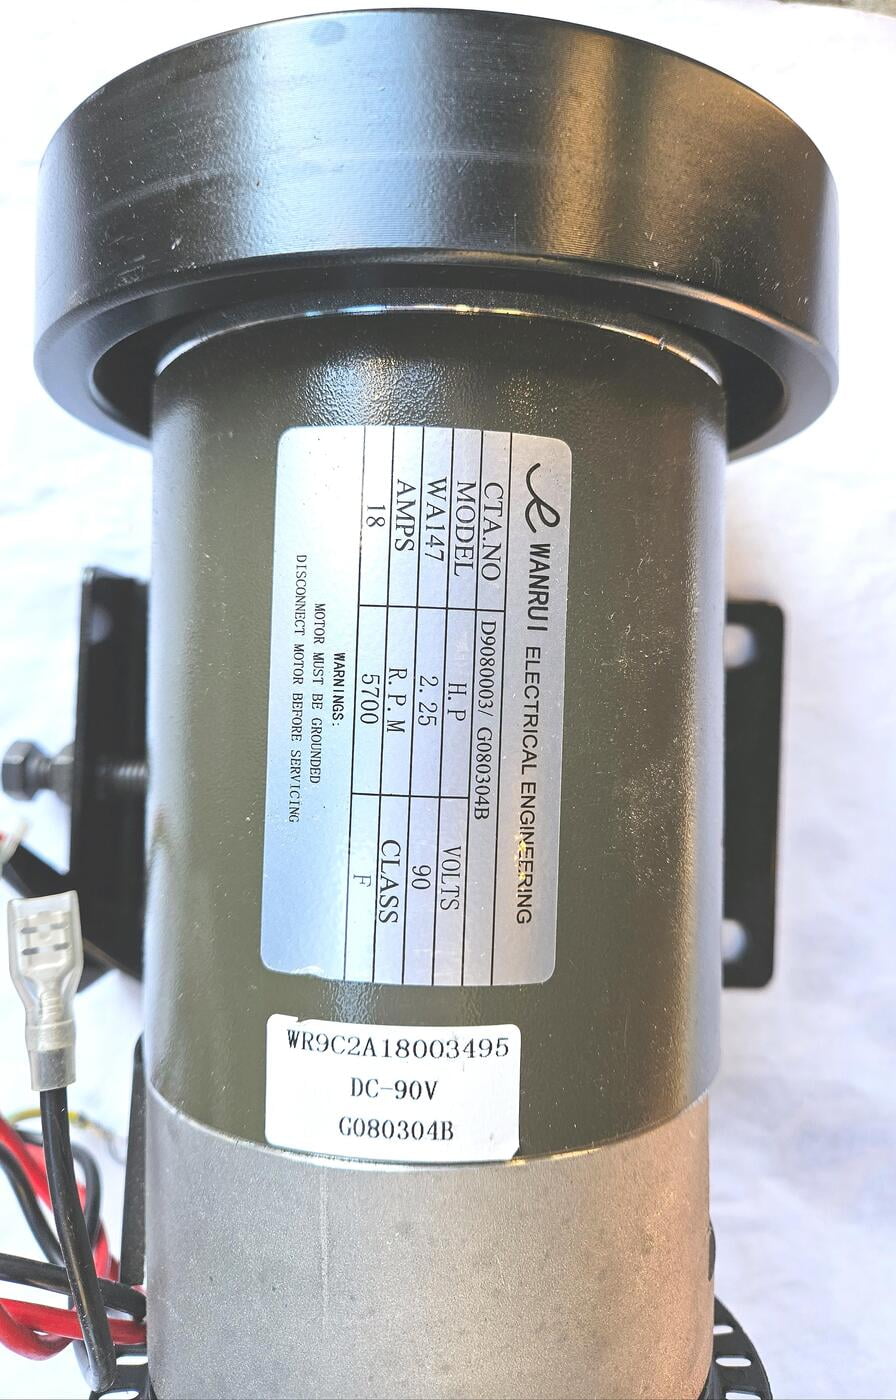 WANRUI ELECTRICAL ENGINEERING
CTA.NO D9080003/ G080304B
MODEL H.P VOLTS
WA147 2.25 90
AMPS R.P.M CLASS
18 5700 F
WARNINGS:
MOTOR MUST BE GROUNDED
DISCONNECT MOTOR BEFORE SERVICING
WR9C2A18003495
DC-90V
G080304B